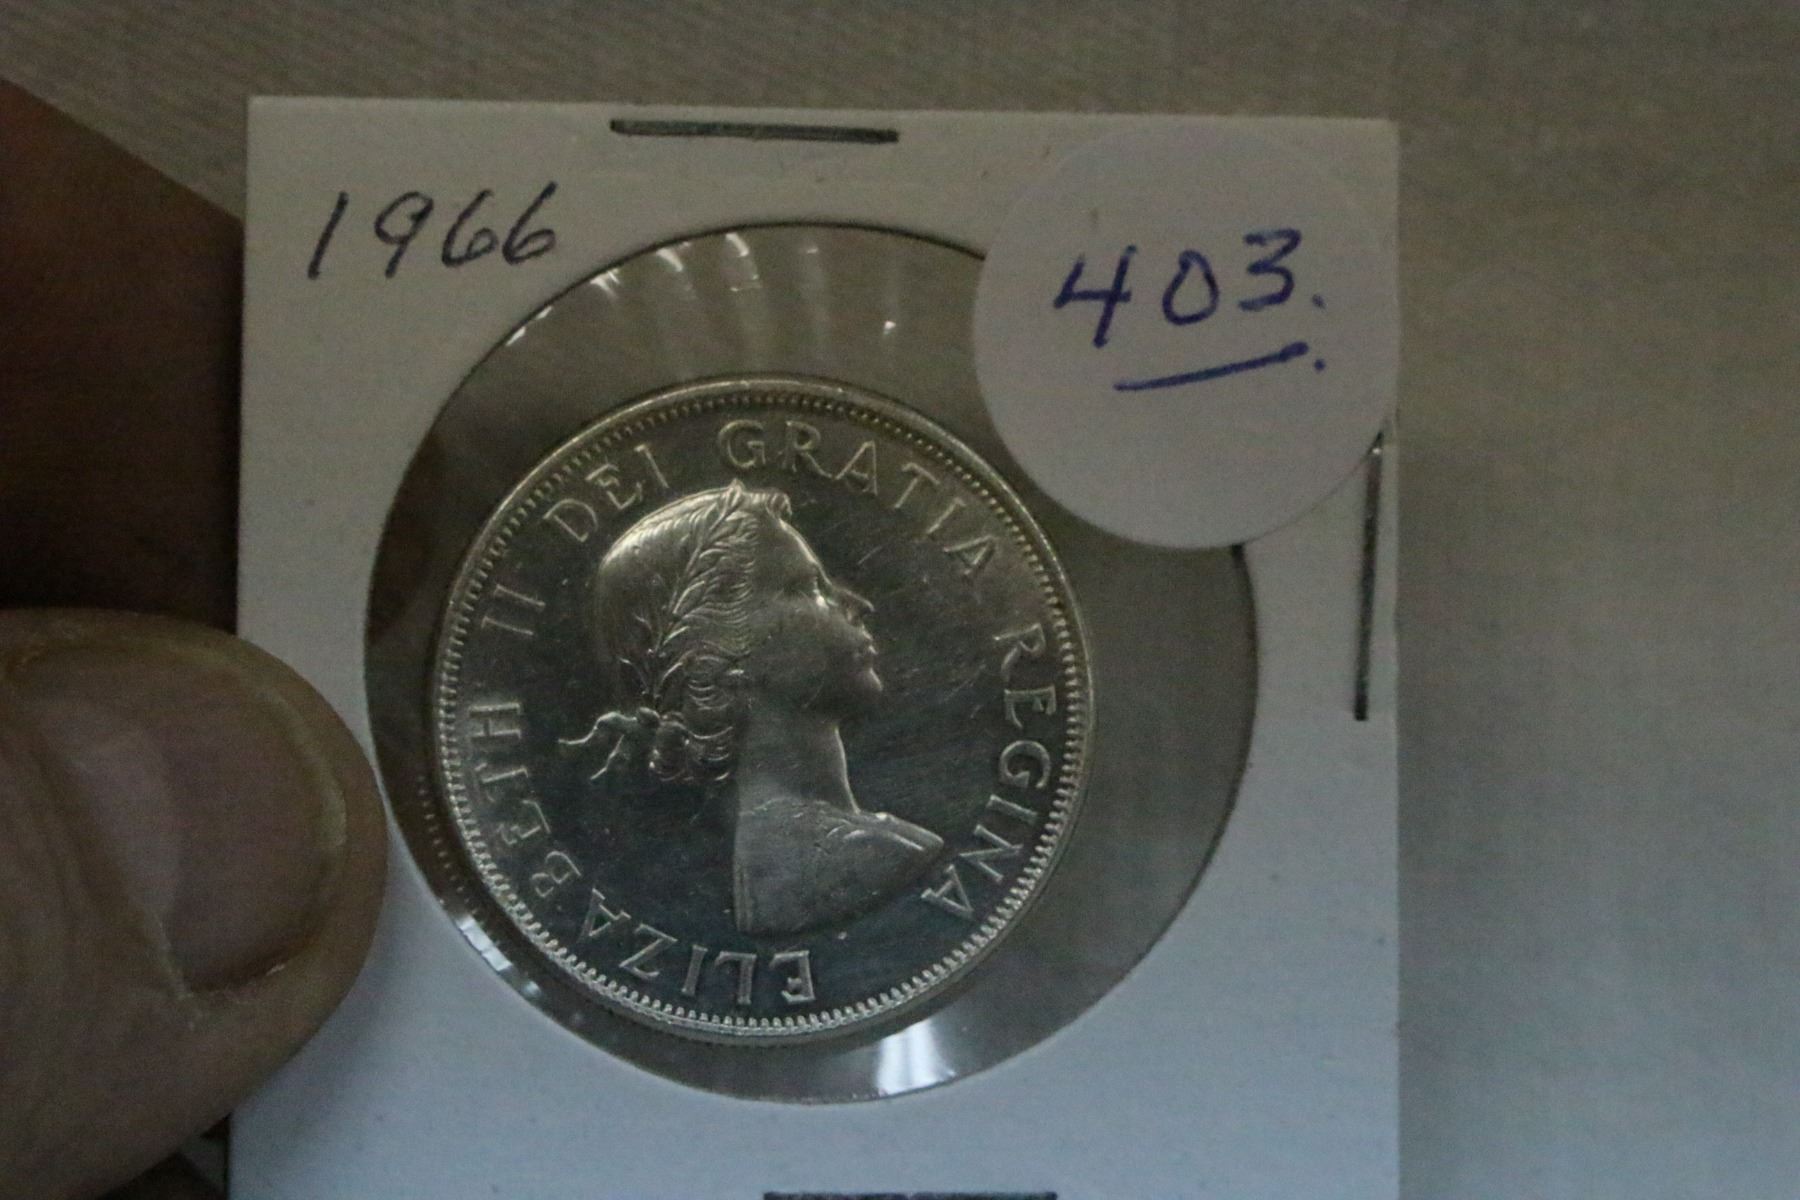 1966
403.
ELIZABETH II DEI GRATIA REGINA